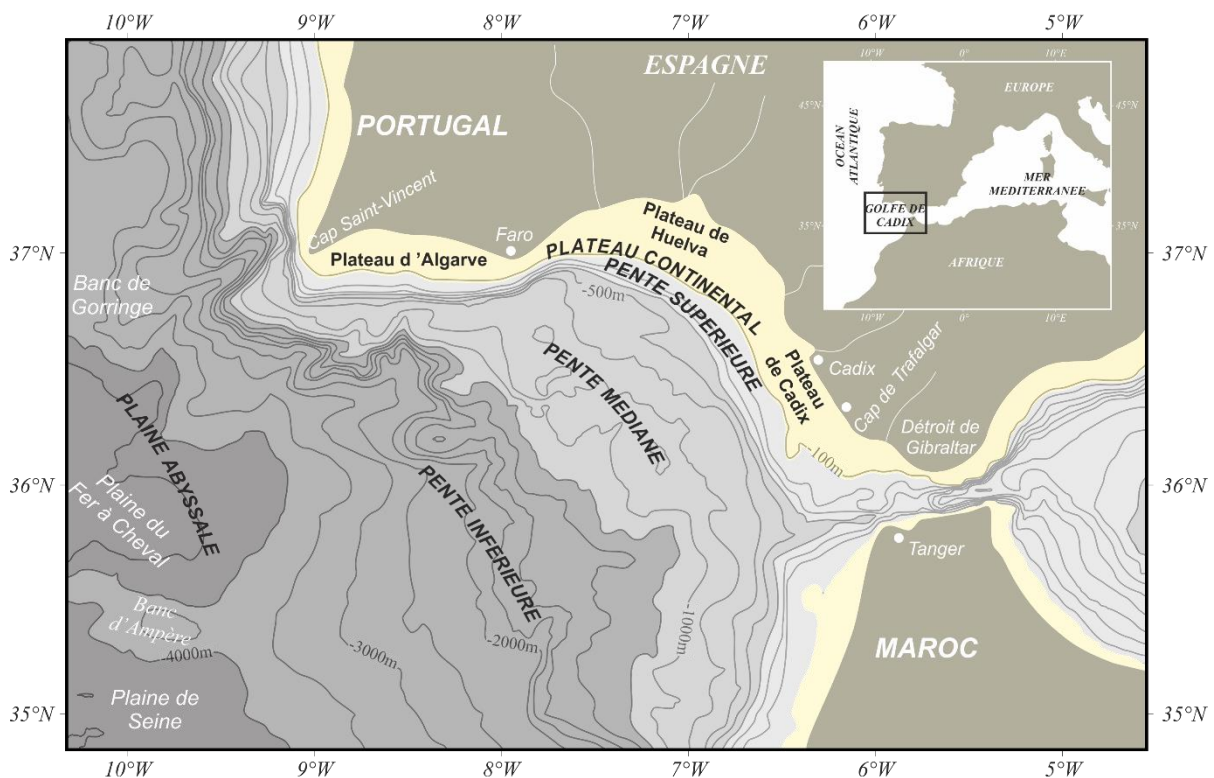 10°W 9°W 8°W 7°W 6°W 5°W
ESPAGNE
PORTUGAL
10°W 0° 10°E
EUROPE
45°N 45°N
OCEAN
ATLANTIQUE
MER
MEDITERRANEE
GOLFE DE
CADIX
35°N 35°N
AFRIQUE
10°W 0° 10°E
Cap Saint-Vincent
Faro
Plateau de
Huelva
37°N 37°N
Plateau d 'Algarve
PLATEAU CONTINENTAL
PENTE SUPERIEURE
-500m
Banc de
Gorringe
PENTE MEDIANE
Plateau
de Cadix
Cadix
Cap de Trafalgar
Détroit de
Gibraltar
-100m
PLAINE ABYSSALE
36°N 36°N
Plaine du
Fer à Cheval
PENTE INFERIEURE
Tanger
Banc
d'Ampère
-4000m
-3000m
-2000m
-1000m
MAROC
Plaine de
Seine
35°N 35°N
10°W 9°W 8°W 7°W 6°W 5°W